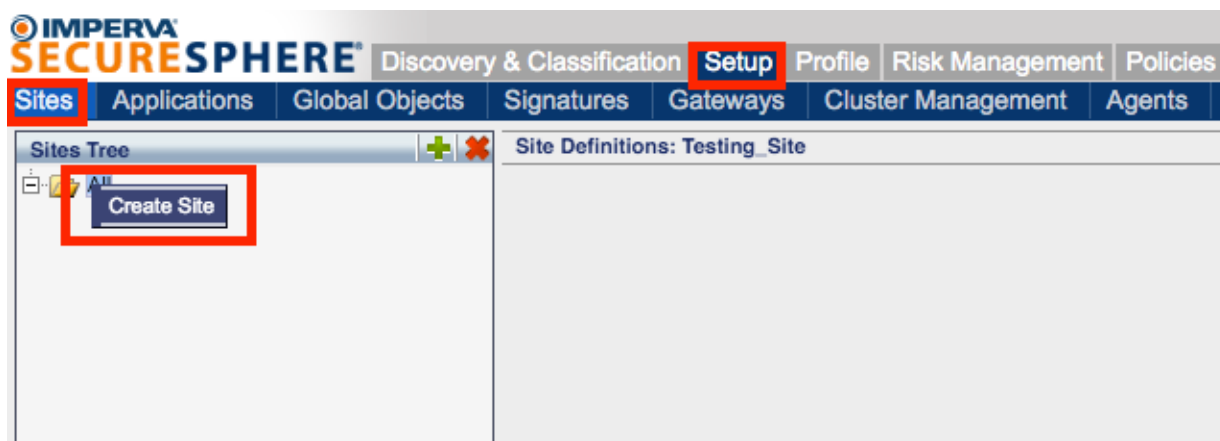 IMPERVA
SECURESPHERE® Discovery & Classification Setup Profile Risk Management Policies
Sites Applications Global Objects Signatures Gateways Cluster Management Agents
Sites Tree Site Definitions: Testing_Site
All
Create Site